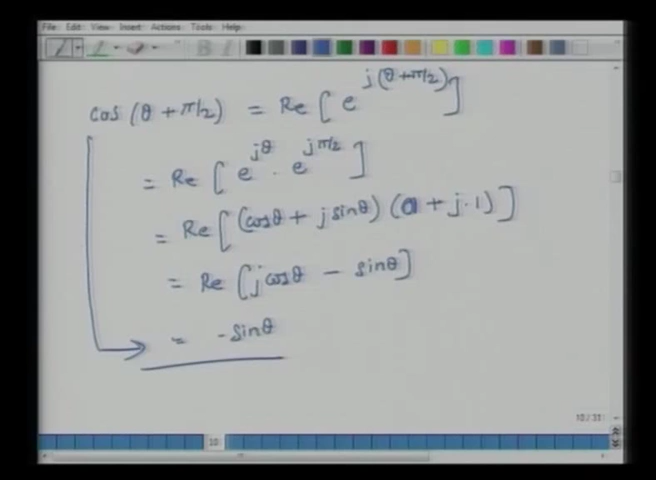 File Edit View Insert Actions Tools Help
cos (θ + π/2) = Re [ e^{j(θ+π/2)} ]
= Re [ e^{jθ} · e^{jπ/2} ]
= Re [ (cosθ + j sinθ) (0 + j·1) ]
= Re [ j cosθ - sinθ ]
= -sinθ
10/31
10